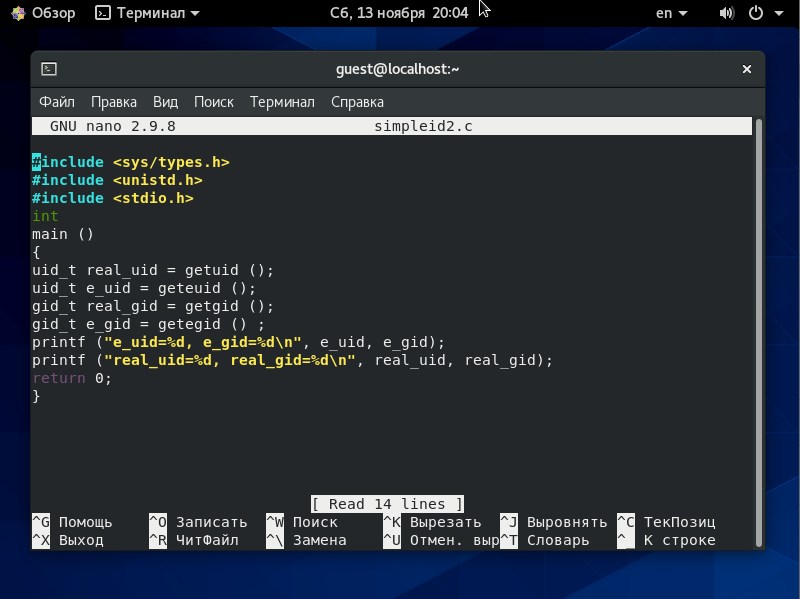 Обзор Терминал Сб, 13 ноября 20:04 en
guest@localhost:~
Файл Правка Вид Поиск Терминал Справка
GNU nano 2.9.8 simpleid2.c
#include <sys/types.h>
#include <unistd.h>
#include <stdio.h>
int
main ()
{
uid_t real_uid = getuid ();
uid_t e_uid = geteuid ();
gid_t real_gid = getgid ();
gid_t e_gid = getegid () ;
printf ("e_uid=%d, e_gid=%d\n", e_uid, e_gid);
printf ("real_uid=%d, real_gid=%d\n", real_uid, real_gid);
return 0;
}
[ Read 14 lines ]
^G Помощь ^O Записать ^W Поиск ^K Вырезать ^J Выровнять ^C ТекПозиц
^X Выход ^R ЧитФайл ^\ Замена ^U Отмен. выр^T Словарь ^_ К строке